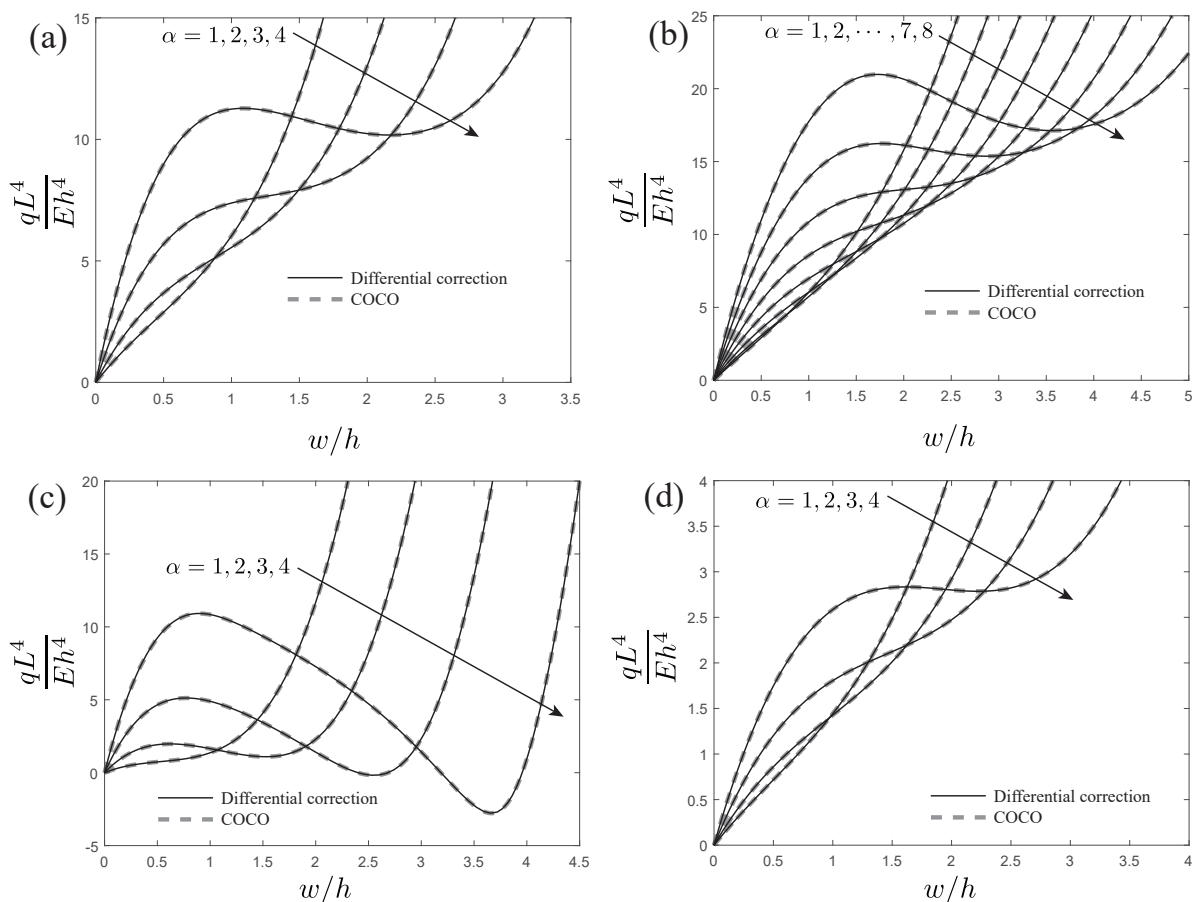 (a)
α = 1, 2, 3, 4
15
10
5
0
qL⁴
Eh⁴
Differential correction
COCO
0 0.5 1 1.5 2 2.5 3 3.5
w/h
(b)
α = 1, 2, ⋯ , 7, 8
25
20
15
10
5
0
qL⁴
Eh⁴
Differential correction
COCO
0 0.5 1 1.5 2 2.5 3 3.5 4 4.5 5
w/h
(c)
20
15
α = 1, 2, 3, 4
10
5
0
-5
qL⁴
Eh⁴
Differential correction
COCO
0 0.5 1 1.5 2 2.5 3 3.5 4 4.5
w/h
(d)
α = 1, 2, 3, 4
4
3.5
3
2.5
2
1.5
1
0.5
0
qL⁴
Eh⁴
Differential correction
COCO
0 0.5 1 1.5 2 2.5 3 3.5 4
w/h